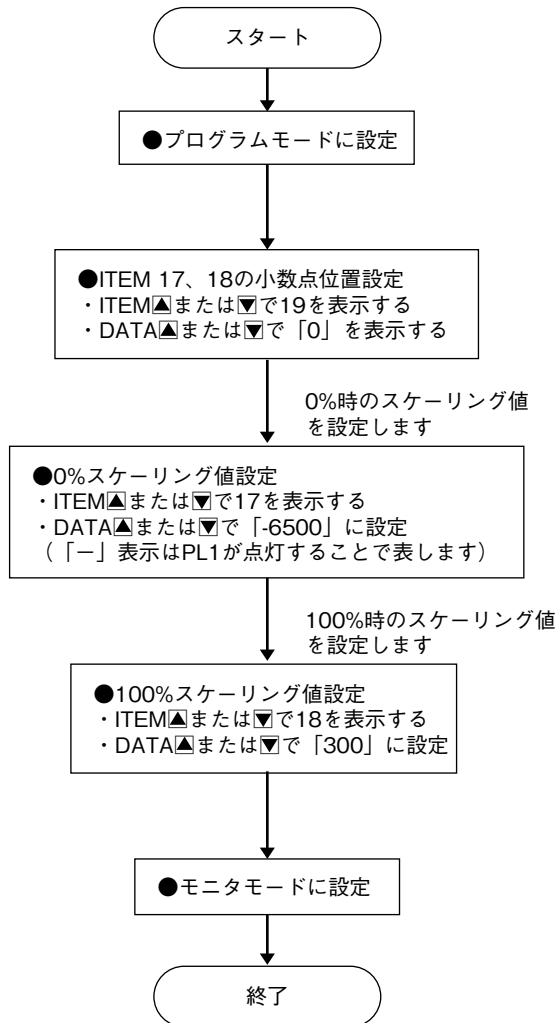 スタート
●プログラムモードに設定
●ITEM 17、18の小数点位置設定
・ITEM▲または▼で19を表示する
・DATA▲または▼で「0」を表示する
0%時のスケーリング値
を設定します
●0%スケーリング値設定
・ITEM▲または▼で17を表示する
・DATA▲または▼で「-6500」に設定
（「－」表示はPL1が点灯することで表します）
100%時のスケーリング値
を設定します
●100%スケーリング値設定
・ITEM▲または▼で18を表示する
・DATA▲または▼で「300」に設定
●モニタモードに設定
終了